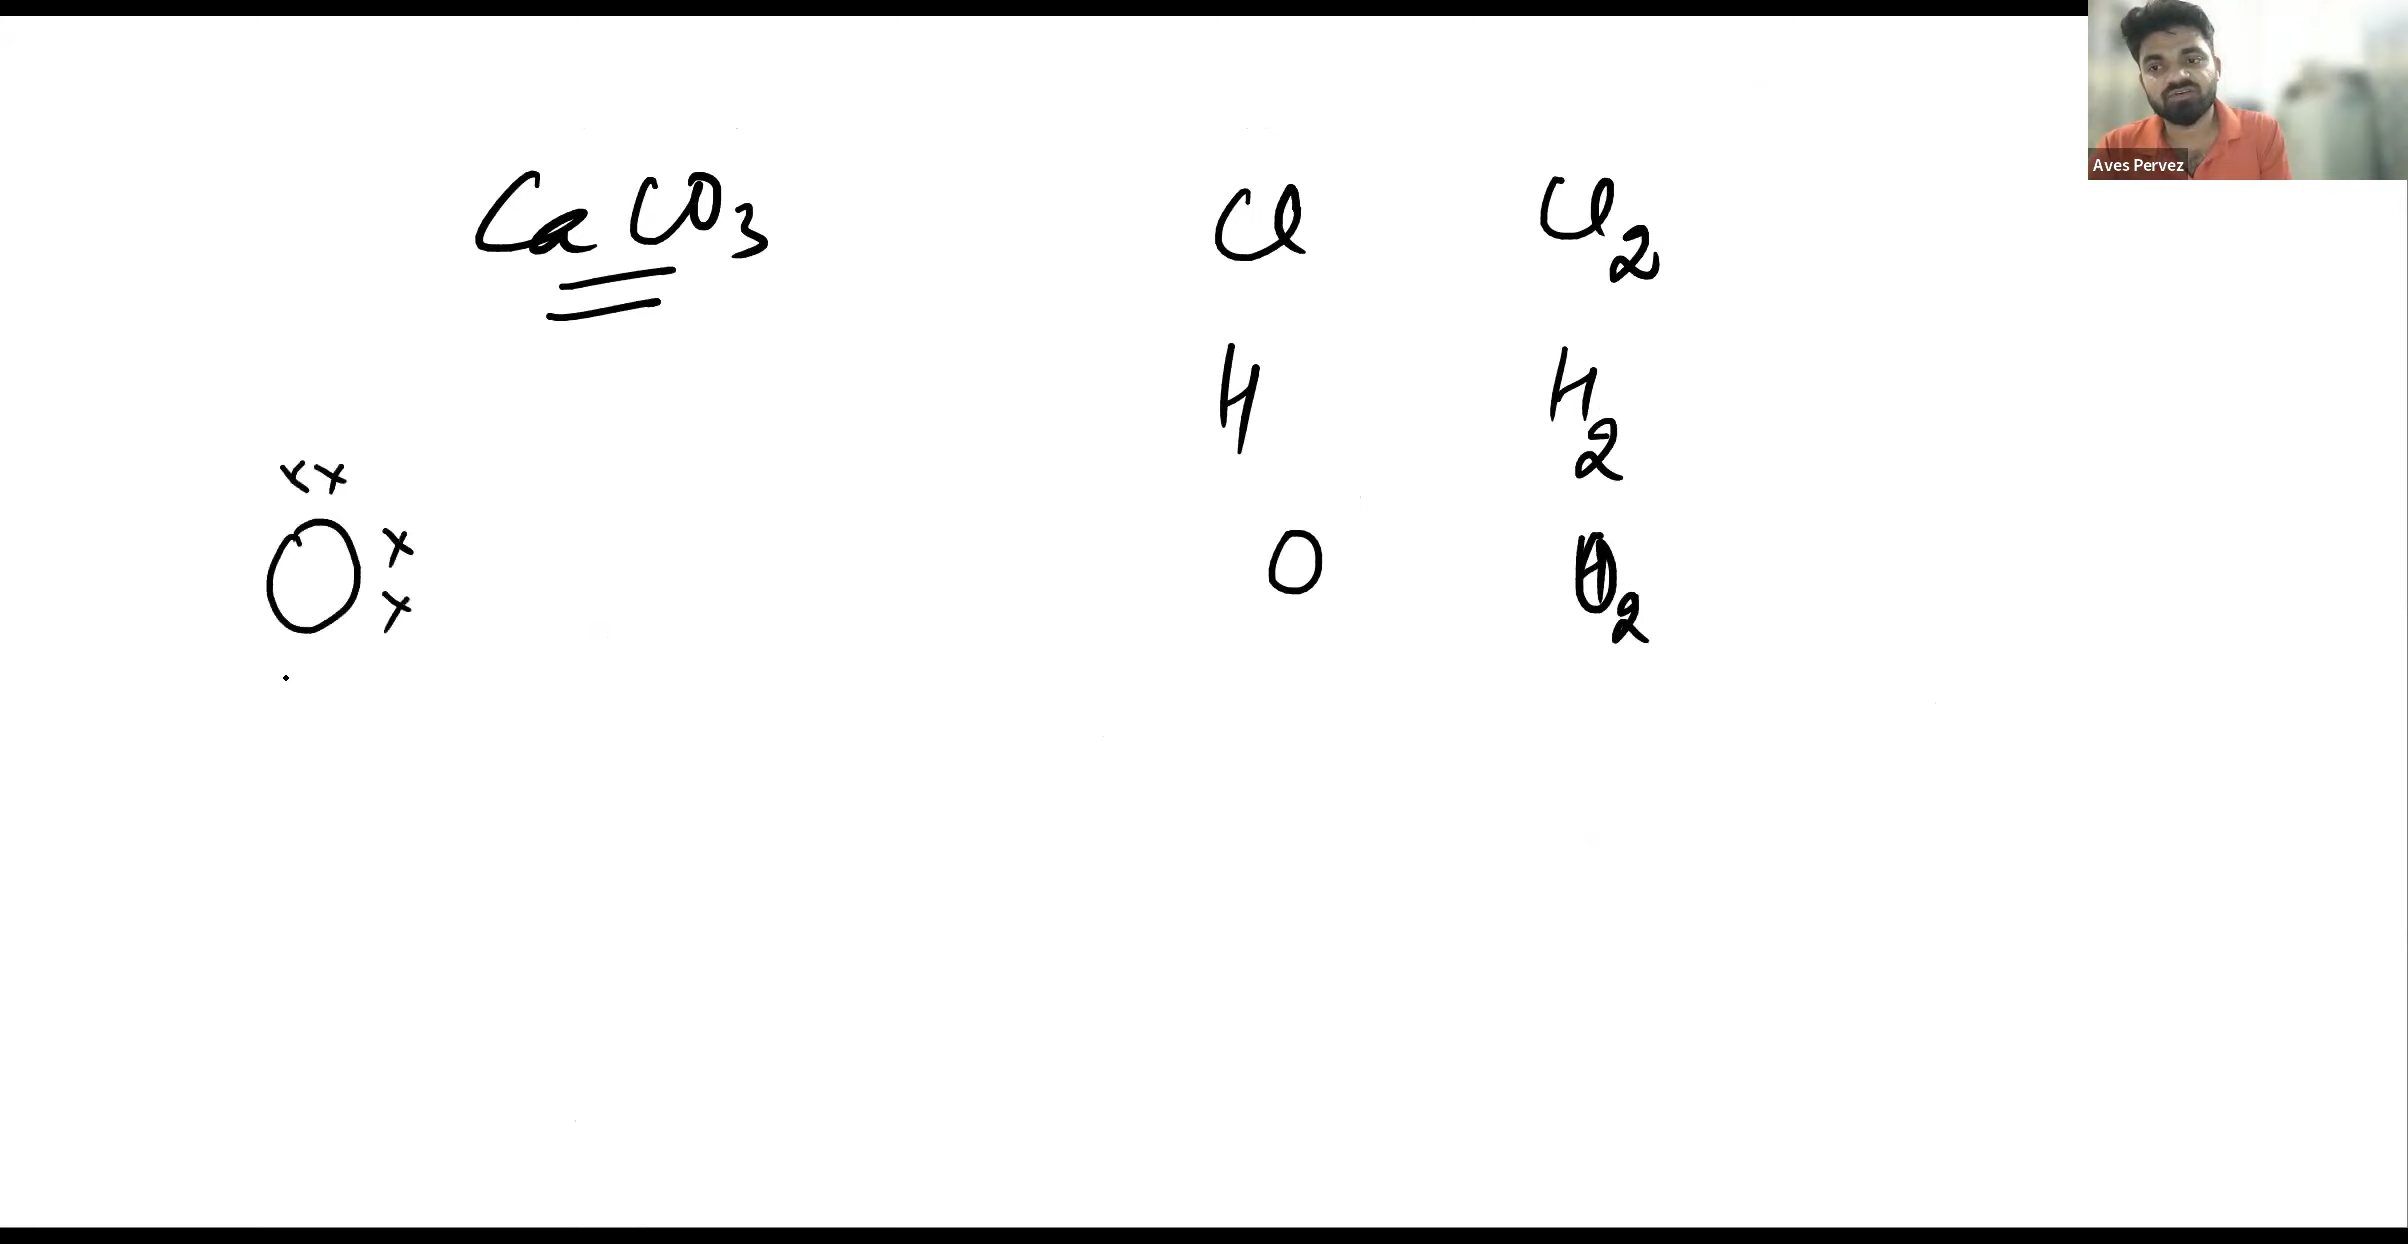 Aves Pervez
CaCO₃ Cl Cl₂
H H₂
x x
O x x
O O₂